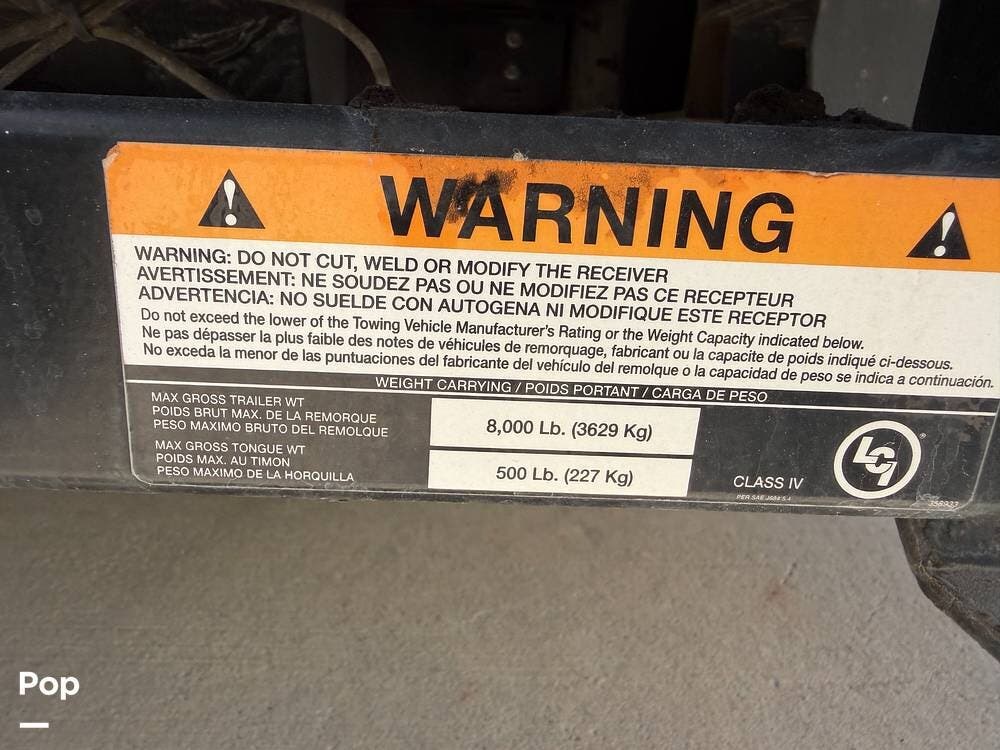 WARNING
WARNING: DO NOT CUT, WELD OR MODIFY THE RECEIVER
AVERTISSEMENT: NE SOUDEZ PAS OU NE MODIFIEZ PAS CE RECEPTEUR
ADVERTENCIA: NO SUELDE CON AUTOGENA NI MODIFIQUE ESTE RECEPTOR
Do not exceed the lower of the Towing Vehicle Manufacturer's Rating or the Weight Capacity indicated below.
Ne pas dépasser la plus faible des notes de véhicules de remorquage, fabricant ou la capacite de poids indiqué ci-dessous.
No exceda la menor de las puntuaciones del fabricante del vehículo del remolque o la capacidad de peso se indica a continuación.
WEIGHT CARRYING / POIDS PORTANT / CARGA DE PESO
MAX GROSS TRAILER WT
POIDS BRUT MAX. DE LA REMORQUE
PESO MAXIMO BRUTO DEL REMOLQUE
8,000 Lb. (3629 Kg)
MAX GROSS TONGUE WT
POIDS MAX. AU TIMON
PESO MAXIMO DE LA HORQUILLA
500 Lb. (227 Kg)
CLASS IV
PER SAE J684 5.4
LCI
®
Pop